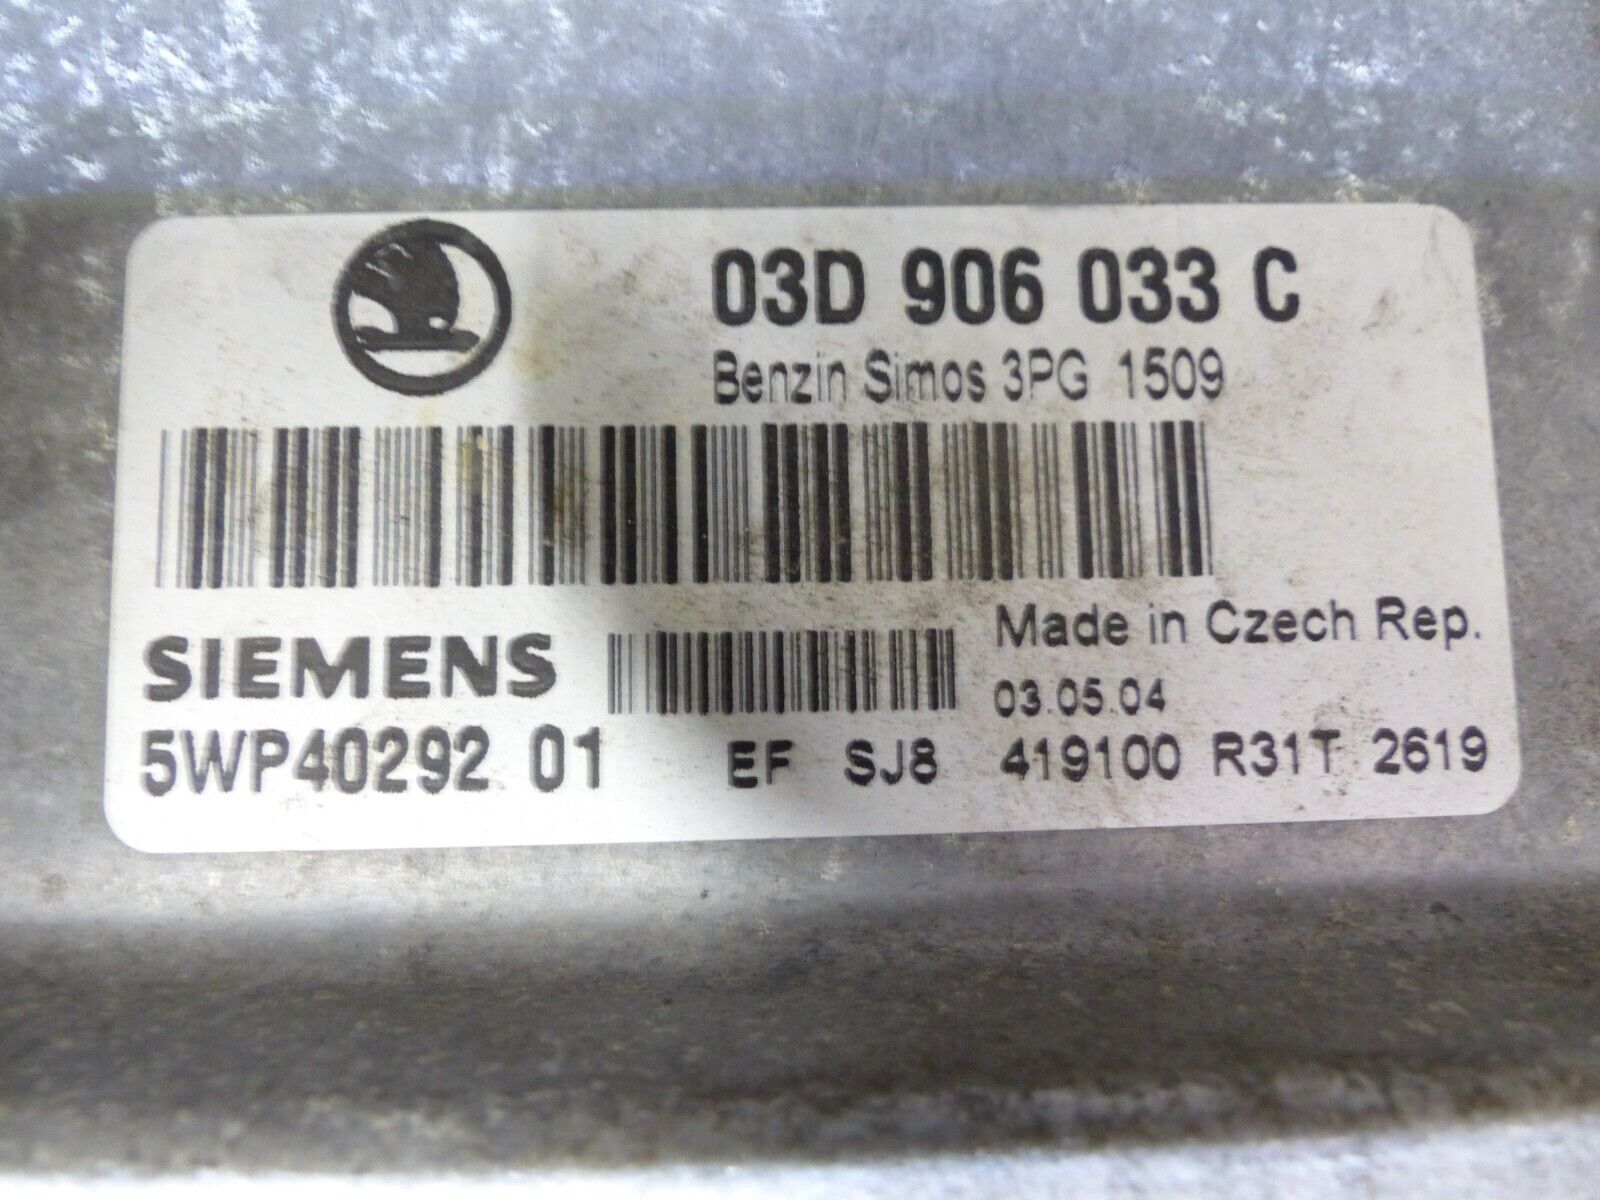 03D 906 033 C
Benzin Simos 3PG 1509
SIEMENS
Made in Czech Rep.
03.05.04
5WP40292 01 EF SJ8 419100 R31T 2619